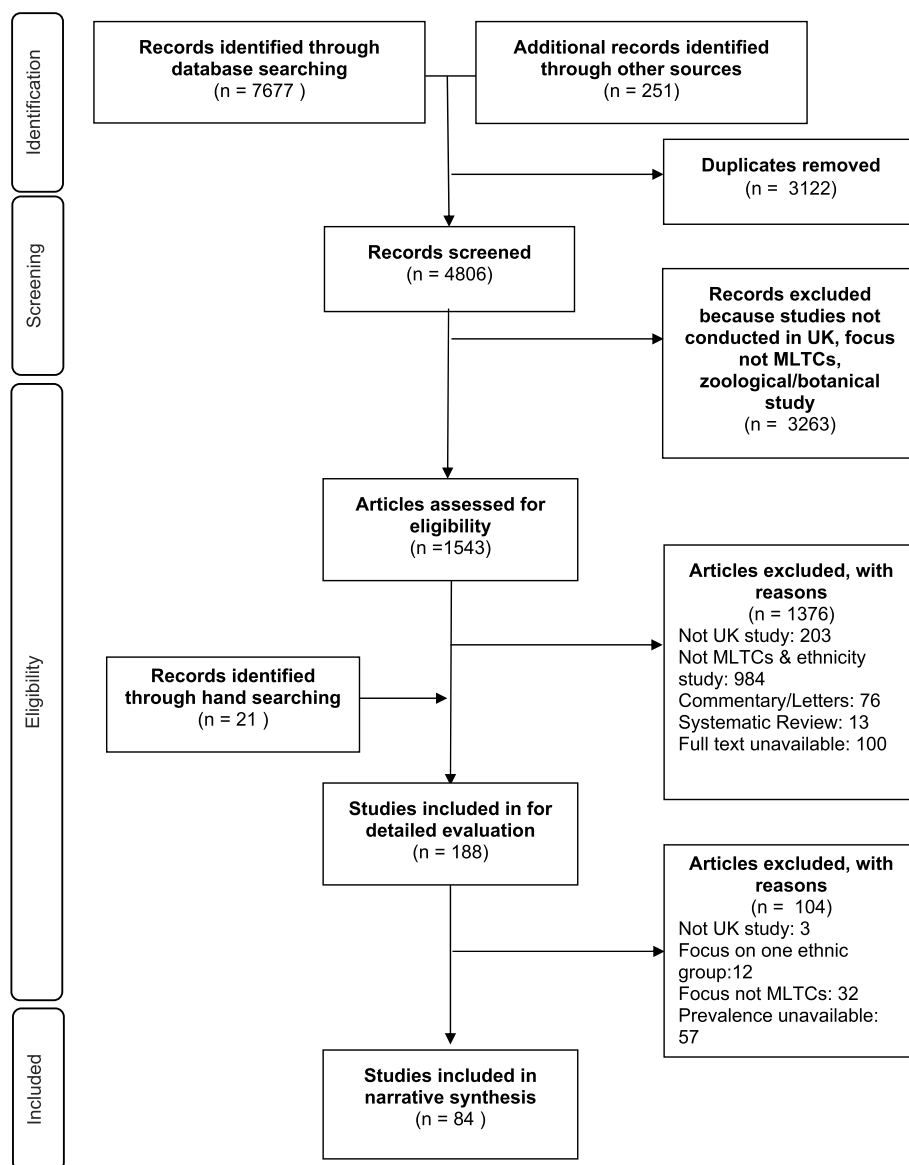 Identification
Records identified through
database searching
(n = 7677 )
Additional records identified
through other sources
(n = 251)
Duplicates removed
(n = 3122)
Screening
Records screened
(n = 4806)
Records excluded
because studies not
conducted in UK, focus
not MLTCs,
zoological/botanical
study
(n = 3263)
Eligibility
Articles assessed for
eligibility
(n =1543)
Articles excluded, with
reasons
(n = 1376)
Not UK study: 203
Not MLTCs & ethnicity
study: 984
Commentary/Letters: 76
Systematic Review: 13
Full text unavailable: 100
Records identified
through hand searching
(n = 21 )
Studies included in for
detailed evaluation
(n = 188)
Articles excluded, with
reasons
(n = 104)
Not UK study: 3
Focus on one ethnic
group:12
Focus not MLTCs: 32
Prevalence unavailable:
57
Included
Studies included in
narrative synthesis
(n = 84 )